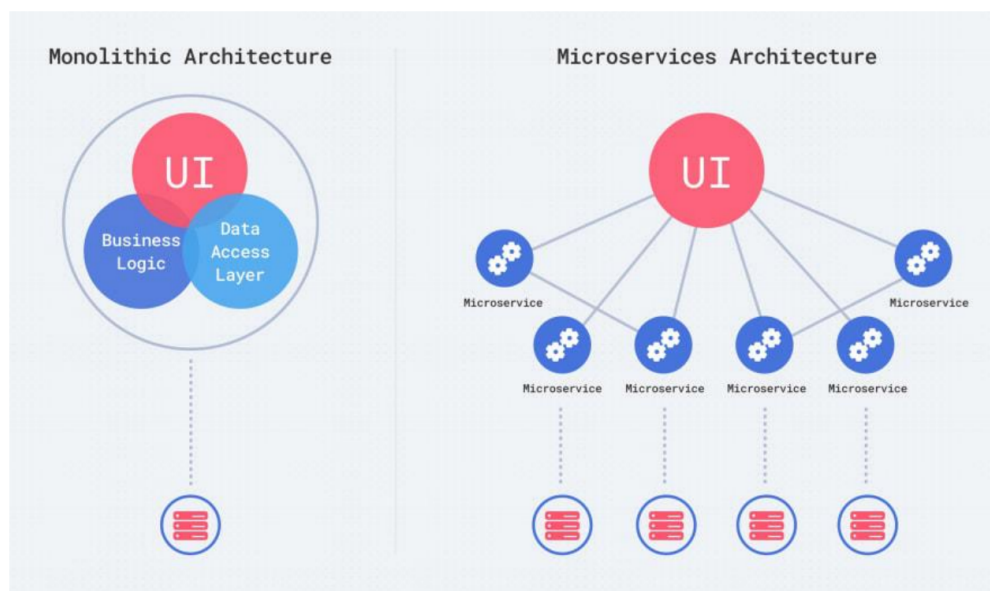 Monolithic Architecture
UI
Business
Logic
Data
Access
Layer
Microservices Architecture
UI
Microservice
Microservice
Microservice
Microservice
Microservice
Microservice